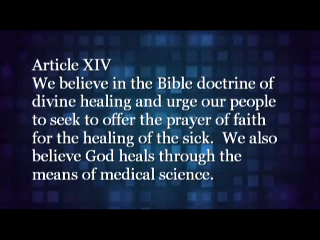 Article XIV
We believe in the Bible doctrine of
divine healing and urge our people
to seek to offer the prayer of faith
for the healing of the sick.  We also
believe God heals through the
means of medical science.